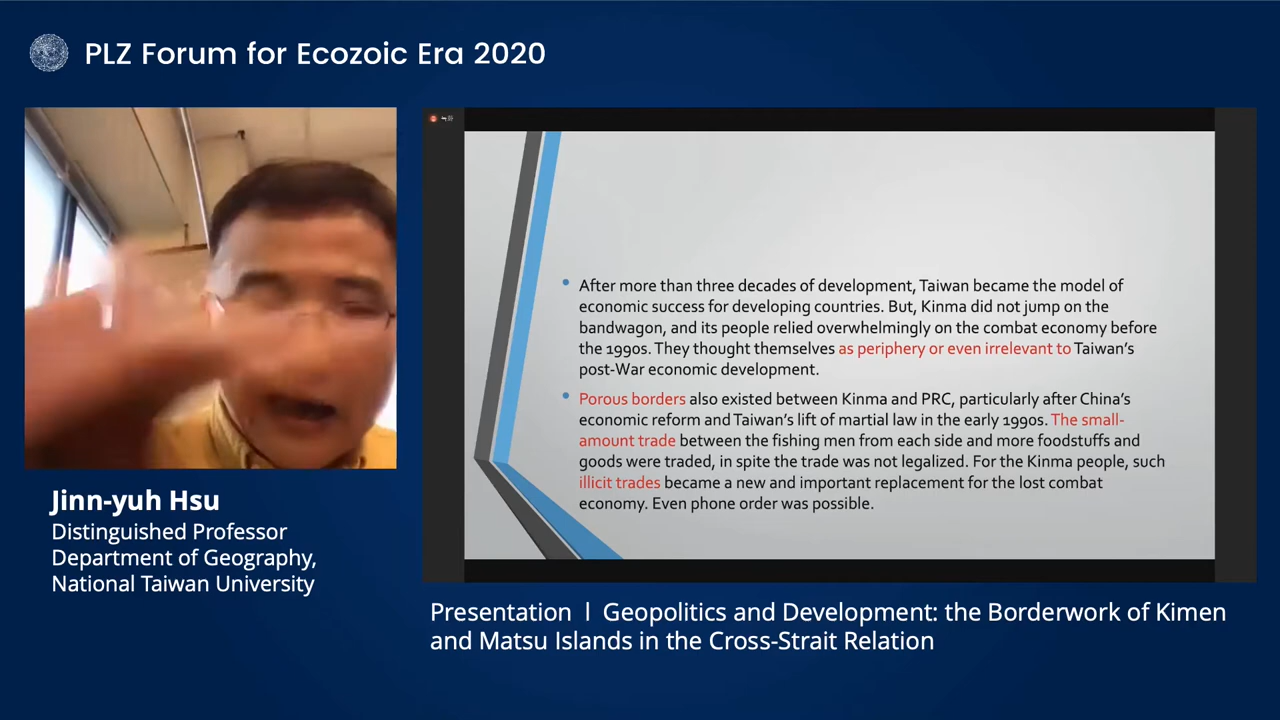 PLZ Forum for Ecozoic Era 2020
• After more than three decades of development, Taiwan became the model of
economic success for developing countries. But, Kinma did not jump on the
bandwagon, and its people relied overwhelmingly on the combat economy before
the 1990s. They thought themselves as periphery or even irrelevant to Taiwan's
post-War economic development.
• Porous borders also existed between Kinma and PRC, particularly after China's
economic reform and Taiwan's lift of martial law in the early 1990s. The small-
amount trade between the fishing men from each side and more foodstuffs and
goods were traded, in spite the trade was not legalized. For the Kinma people, such
illicit trades became a new and important replacement for the lost combat
economy. Even phone order was possible.
Jinn-yuh Hsu
Distinguished Professor
Department of Geography,
National Taiwan University
Presentation l Geopolitics and Development: the Borderwork of Kimen
and Matsu Islands in the Cross-Strait Relation